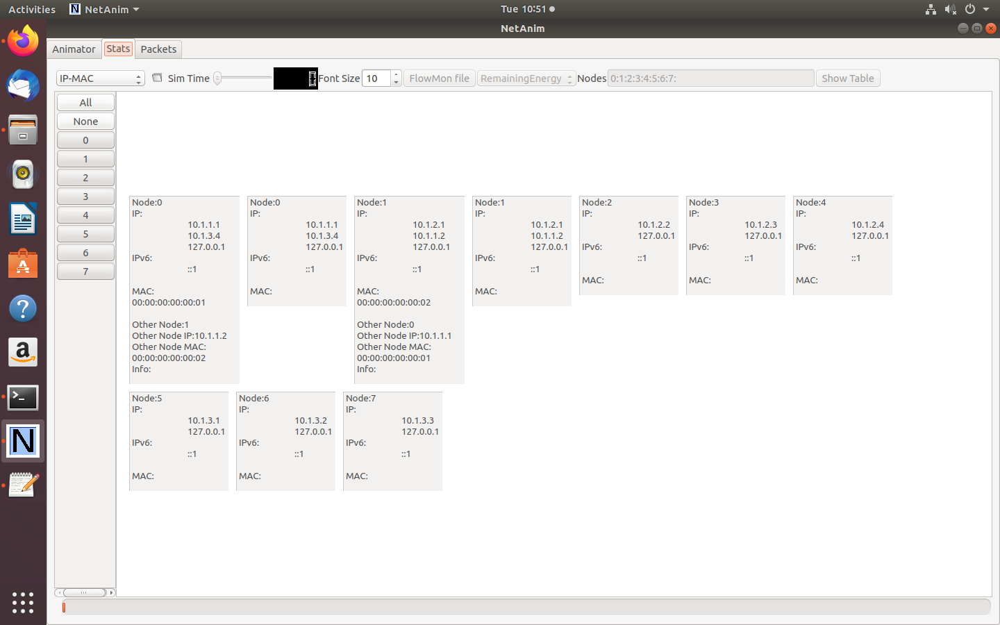 Activities NetAnim Tue 10:51
NetAnim
Animator Stats Packets
IP-MAC Sim Time 0 Font Size 10 FlowMon file RemainingEnergy Nodes 0:1:2:3:4:5:6:7: Show Table
All
None
0
1
2
3
4
5
6
7
Node:0
IP:
10.1.1.1
10.1.3.4
127.0.0.1
IPv6:
::1
MAC:
00:00:00:00:00:01
Other Node:1
Other Node IP:10.1.1.2
Other Node MAC:
00:00:00:00:00:02
Info:
Node:0
IP:
10.1.1.1
10.1.3.4
127.0.0.1
IPv6:
::1
MAC:
Node:1
IP:
10.1.2.1
10.1.1.2
127.0.0.1
IPv6:
::1
MAC:
00:00:00:00:00:02
Other Node:0
Other Node IP:10.1.1.1
Other Node MAC:
00:00:00:00:00:01
Info:
Node:1
IP:
10.1.2.1
10.1.1.2
127.0.0.1
IPv6:
::1
MAC:
Node:2
IP:
10.1.2.2
127.0.0.1
IPv6:
::1
MAC:
Node:3
IP:
10.1.2.3
127.0.0.1
IPv6:
::1
MAC:
Node:4
IP:
10.1.2.4
127.0.0.1
IPv6:
::1
MAC:
Node:5
IP:
10.1.3.1
127.0.0.1
IPv6:
::1
MAC:
Node:6
IP:
10.1.3.2
127.0.0.1
IPv6:
::1
MAC:
Node:7
IP:
10.1.3.3
127.0.0.1
IPv6:
::1
MAC: